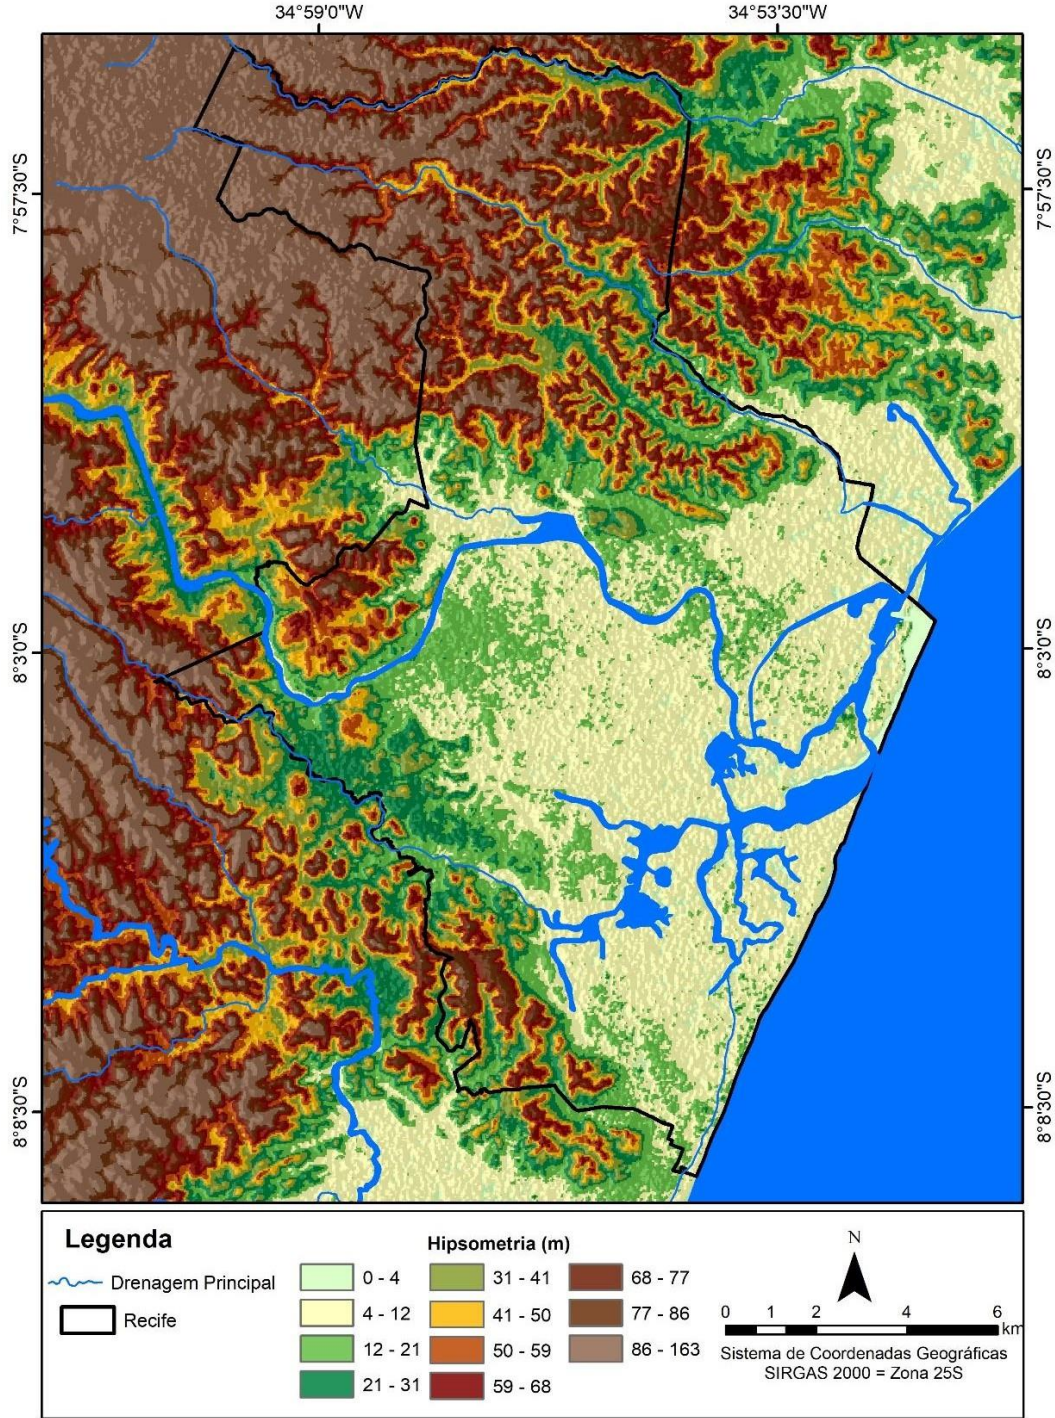 34°59'0"W 34°53'30"W
7°57'30"S 7°57'30"S
8°3'0"S 8°3'0"S
8°8'30"S 8°8'30"S
Legenda
Drenagem Principal
Recife
Hipsometria (m)
0 - 4
4 - 12
12 - 21
21 - 31
31 - 41
41 - 50
50 - 59
59 - 68
68 - 77
77 - 86
86 - 163
N
0 1 2 4 6
km
Sistema de Coordenadas Geográficas
SIRGAS 2000 = Zona 25S